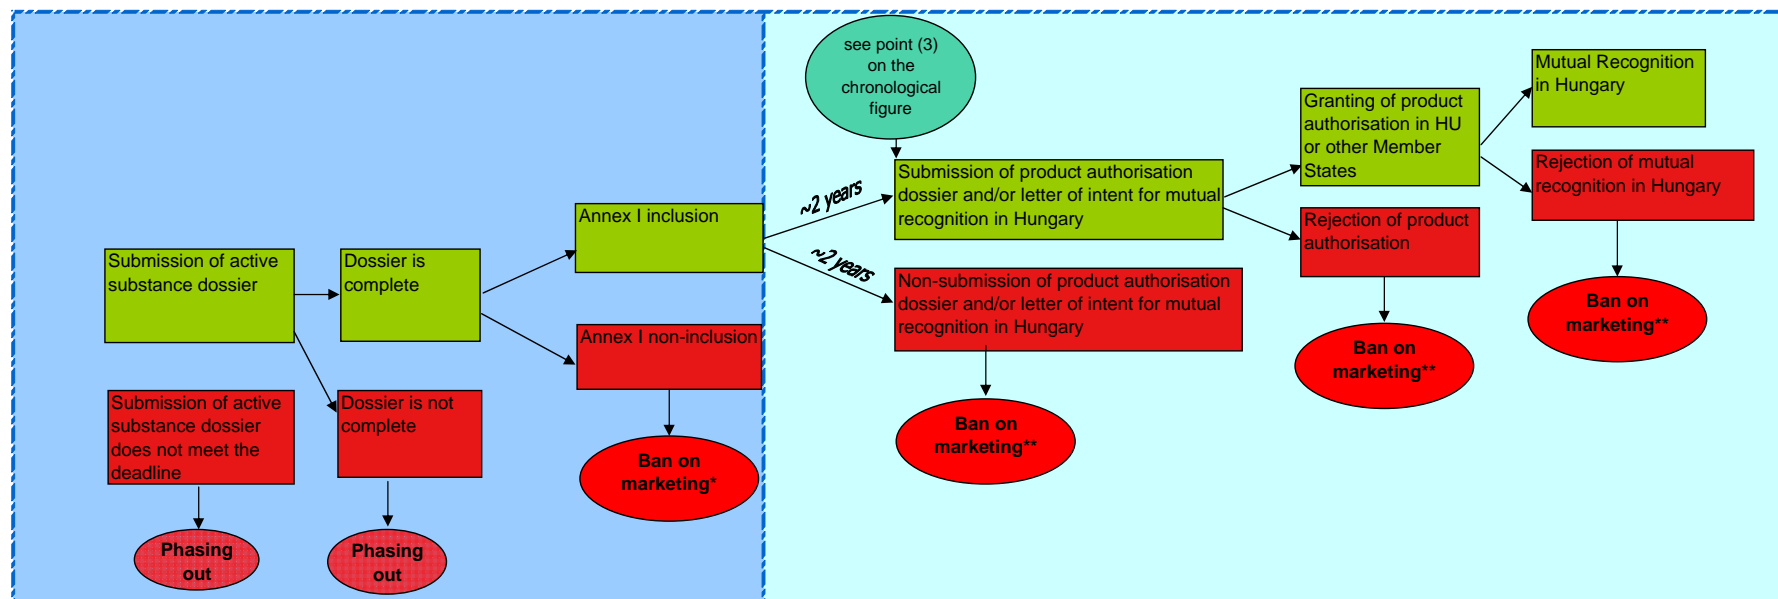 see point (3)
on the
chronological
figure
Mutual Recognition
in Hungary
Granting of product
authorisation in HU
or other Member
States
Rejection of mutual
recognition in Hungary
Submission of product authorisation
dossier and/or letter of intent for mutual
recognition in Hungary
~2 years
Annex I inclusion
Rejection of product
authorisation
Submission of active
substance dossier
Dossier is
complete
~2 years
Non-submission of product authorisation
dossier and/or letter of intent for mutual
recognition in Hungary
Ban on
marketing**
Annex I non-inclusion
Ban on
marketing**
Submission of active
substance dossier
does not meet the
deadline
Dossier is not
complete
Ban on
marketing**
Ban on
marketing*
Phasing
out
Phasing
out